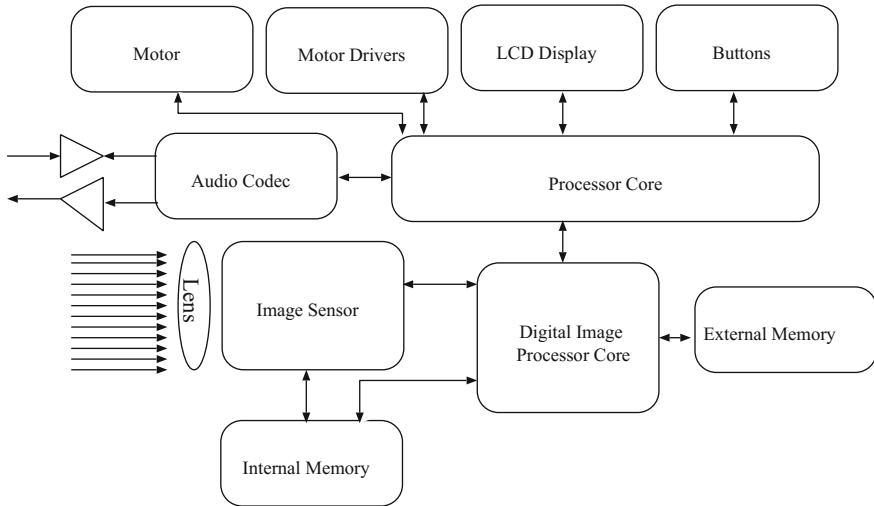 Motor
Motor Drivers
LCD Display
Buttons
Audio Codec
Processor Core
Lens
Image Sensor
Digital Image
Processor Core
External Memory
Internal Memory